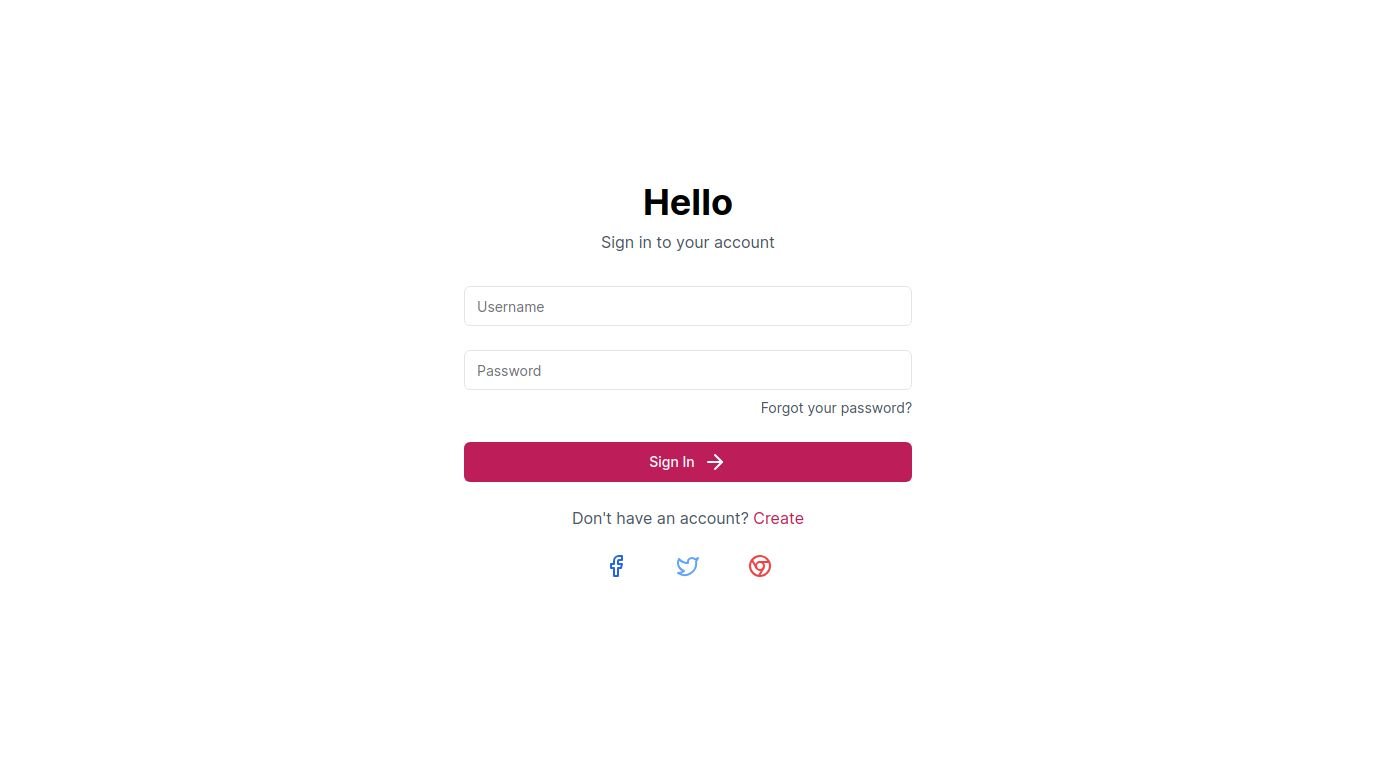 Hello
Sign in to your account
Username
Password
Forgot your password?
Sign In
Don't have an account? Create